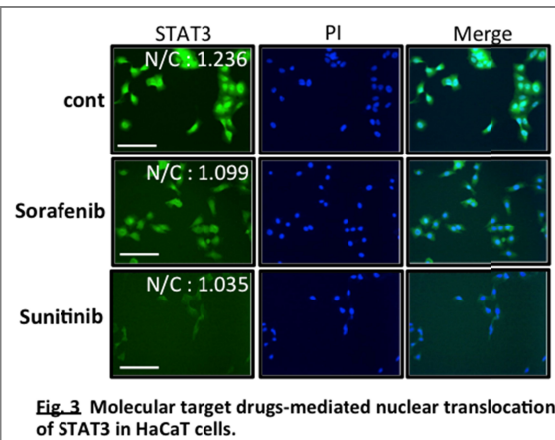 STAT3 PI Merge
N/C : 1.236
cont
N/C : 1.099
Sorafenib
N/C : 1.035
Sunitinib
Fig. 3 Molecular target drugs-mediated nuclear translocation
of STAT3 in HaCaT cells.